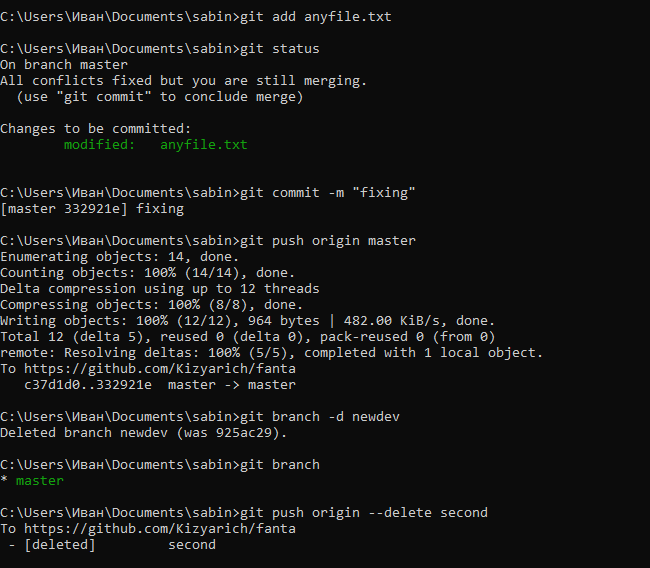 C:\Users\Иван\Documents\sabin>git add anyfile.txt
C:\Users\Иван\Documents\sabin>git status
On branch master
All conflicts fixed but you are still merging.
  (use "git commit" to conclude merge)
Changes to be committed:
        modified:   anyfile.txt
C:\Users\Иван\Documents\sabin>git commit -m "fixing"
[master 332921e] fixing
C:\Users\Иван\Documents\sabin>git push origin master
Enumerating objects: 14, done.
Counting objects: 100% (14/14), done.
Delta compression using up to 12 threads
Compressing objects: 100% (8/8), done.
Writing objects: 100% (12/12), 964 bytes | 482.00 KiB/s, done.
Total 12 (delta 5), reused 0 (delta 0), pack-reused 0 (from 0)
remote: Resolving deltas: 100% (5/5), completed with 1 local object.
To https://github.com/Kizyarich/fanta
   c37d1d0..332921e  master -> master
C:\Users\Иван\Documents\sabin>git branch -d newdev
Deleted branch newdev (was 925ac29).
C:\Users\Иван\Documents\sabin>git branch
* master
C:\Users\Иван\Documents\sabin>git push origin --delete second
To https://github.com/Kizyarich/fanta
 - [deleted]         second